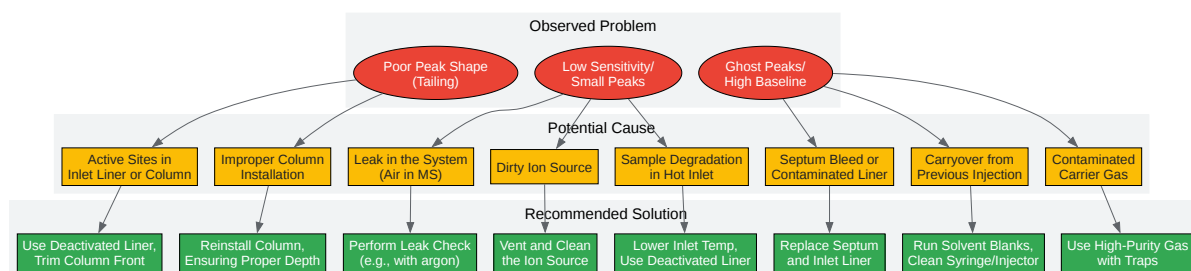 Observed Problem
Poor Peak Shape
(Tailing)
Low Sensitivity/
Small Peaks
Ghost Peaks/
High Baseline
Potential Cause
Active Sites in
Inlet Liner or Column
Improper Column
Installation
Leak in the System
(Air in MS)
Dirty Ion Source
Sample Degradation
in Hot Inlet
Septum Bleed or
Contaminated Liner
Carryover from
Previous Injection
Contaminated
Carrier Gas
Recommended Solution
Use Deactivated Liner,
Trim Column Front
Reinstall Column,
Ensuring Proper Depth
Perform Leak Check
(e.g., with argon)
Vent and Clean
the Ion Source
Lower Inlet Temp,
Use Deactivated Liner
Replace Septum
and Inlet Liner
Run Solvent Blanks,
Clean Syringe/Injector
Use High-Purity Gas
with Traps